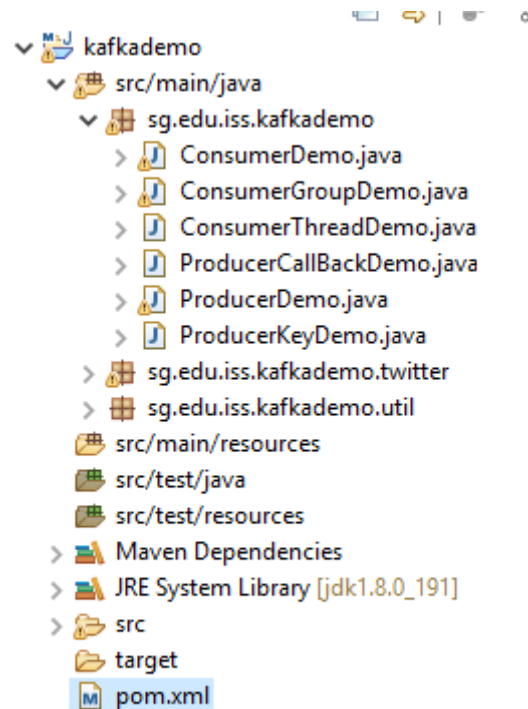 kafkademo
src/main/java
sg.edu.iss.kafkademo
ConsumerDemo.java
ConsumerGroupDemo.java
ConsumerThreadDemo.java
ProducerCallBackDemo.java
ProducerDemo.java
ProducerKeyDemo.java
sg.edu.iss.kafkademo.twitter
sg.edu.iss.kafkademo.util
src/main/resources
src/test/java
src/test/resources
Maven Dependencies
JRE System Library [jdk1.8.0_191]
src
target
pom.xml